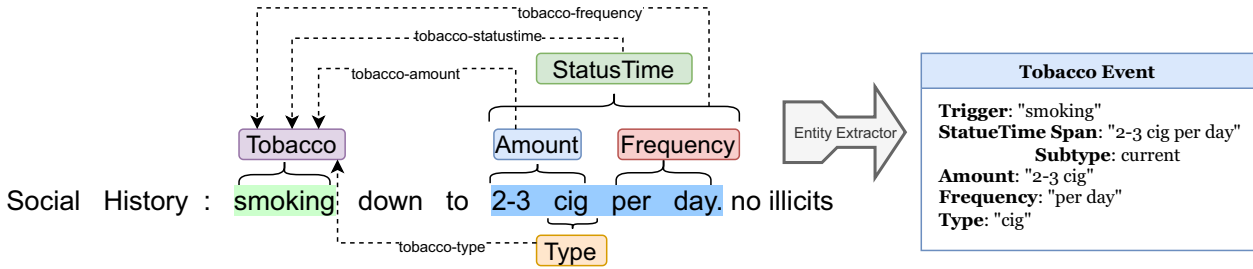 tobacco-frequency
tobacco-statustime
tobacco-amount
StatusTime
Tobacco
Amount
Frequency
Social History : smoking down to 2-3 cig per day. no illicits
tobacco-type
Type
Entity Extractor
Tobacco Event
Trigger: "smoking"
StatueTime Span: "2-3 cig per day"
Subtype: current
Amount: "2-3 cig"
Frequency: "per day"
Type: "cig"